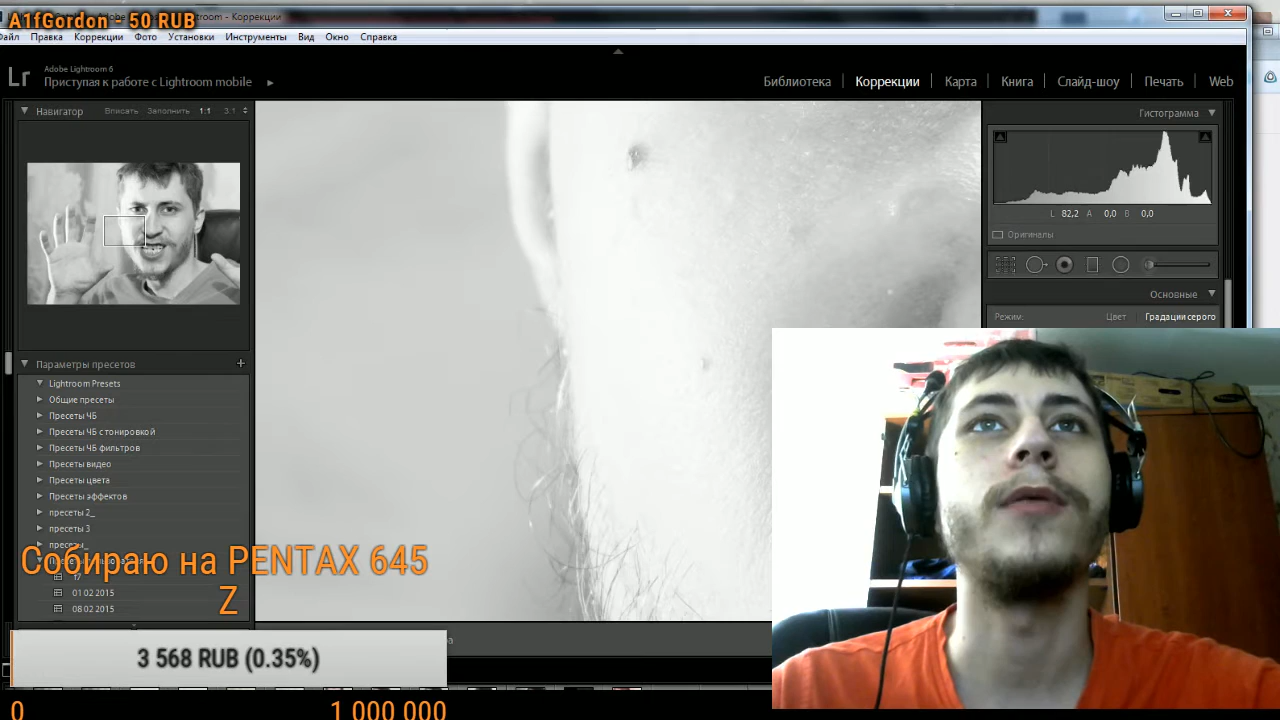 A1fGordon - 50 RUB
room - Коррекции
Файл Правка Коррекции Фото Установки Инструменты Вид Окно Справка
Lr
Adobe Lightroom 6
Приступая к работе с Lightroom mobile
Библиотека Коррекции Карта Книга Слайд-шоу Печать Web
Навигатор Вписать Заполнить 1:1 3:1
Гистограмма
L 82,2 A 0,0 B 0,0
Оригиналы
Основные
Режим: Цвет Градации серого
Параметры пресетов
Lightroom Presets
Общие пресеты
Пресеты ЧБ
Пресеты ЧБ с тонировкой
Пресеты ЧБ фильтров
Пресеты видео
Пресеты цвета
Пресеты эффектов
пресеты 2_
пресеты 3
пресеты_
Собираю на PENTAX 645
Z
01 02 2015
08 02 2015
3 568 RUB (0.35%)
0 1 000 000